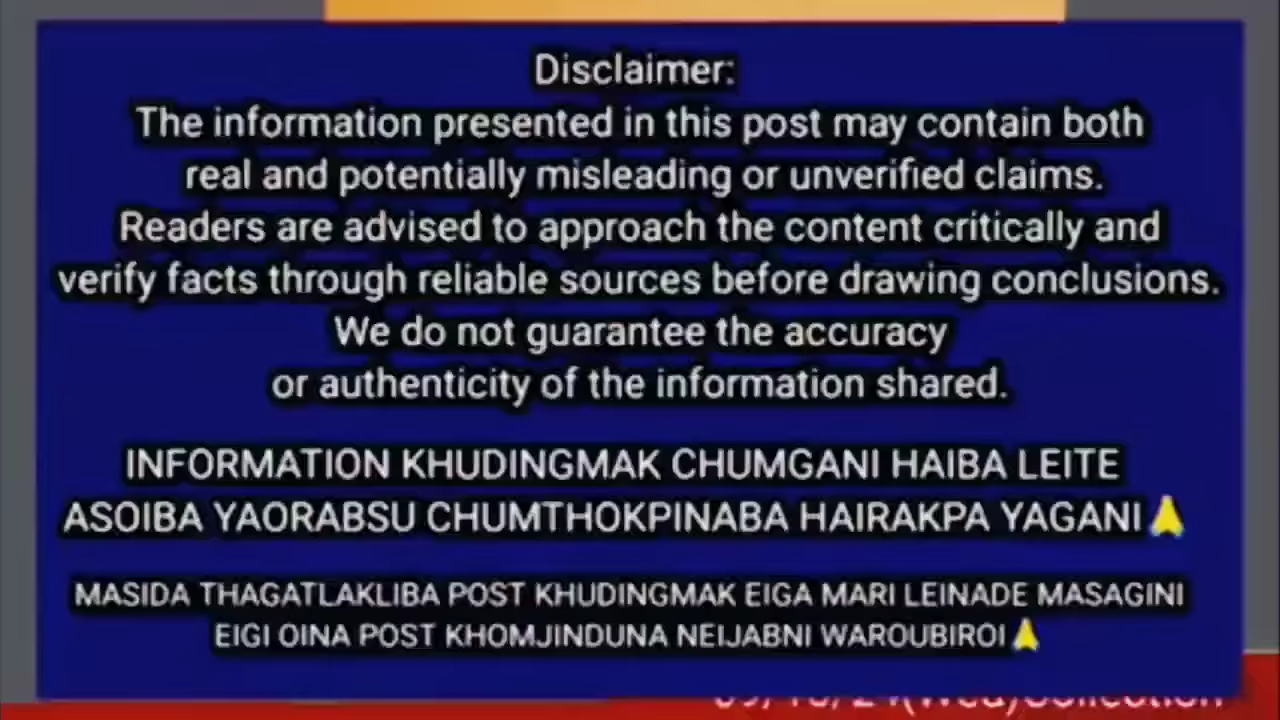 Disclaimer:
The information presented in this post may contain both
real and potentially misleading or unverified claims.
Readers are advised to approach the content critically and
verify facts through reliable sources before drawing conclusions.
We do not guarantee the accuracy
or authenticity of the information shared.
INFORMATION KHUDINGMAK CHUMGANI HAIBA LEITE
ASOIBA YAORABSU CHUMTHOKPINABA HAIRAKPA YAGANI🙏
MASIDA THAGATLAKLIBA POST KHUDINGMAK EIGA MARI LEINADE MASAGINI
EIGI OINA POST KHOMJINDUNA NEIJABNI WAROUBIROI🙏